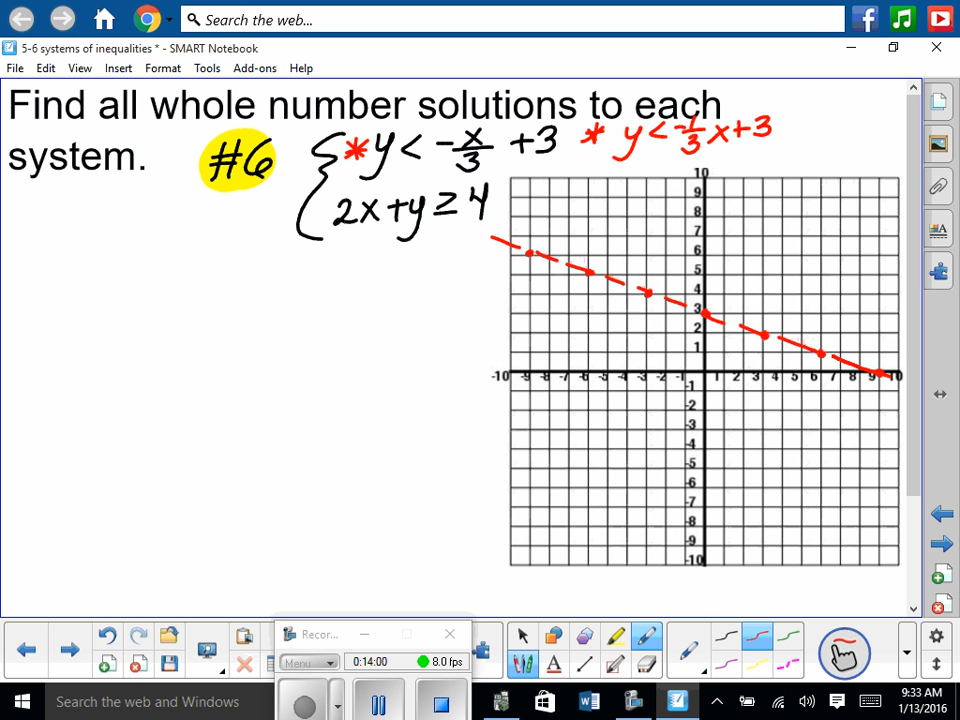 Search the web...
5-6 systems of inequalities * - SMART Notebook
File Edit View Insert Format Tools Add-ons Help
Find all whole number solutions to each
system. #6 { * y < -x/3 + 3 * y < -1/3 x + 3
2x + y ≥ 4
10
9
8
7
6
5
4
3
2
1
-10 -9 -8 -7 -6 -5 -4 -3 -2 -1 1 2 3 4 5 6 7 8 9 10
-1
-2
-3
-4
-5
-6
-7
-8
-9
-10
Recor...
Menu 0:14:00 8.0 fps
Search the web and Windows
9:33 AM
1/13/2016